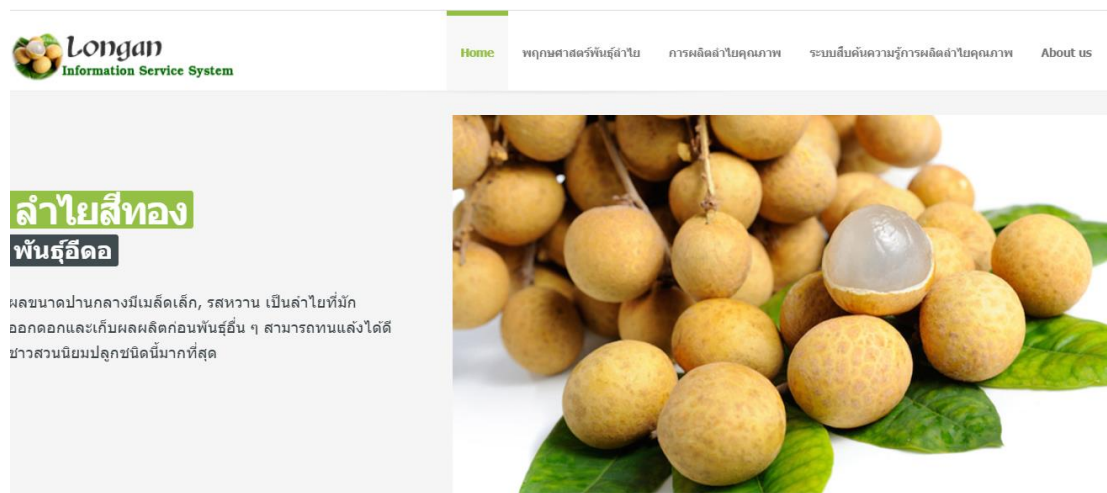 Longan
Information Service System
Home
พฤกษศาสตร์พันธุ์ลำไย
การผลิตลำไยคุณภาพ
ระบบสืบค้นความรู้การผลิตลำไยคุณภาพ
About us
ลำไยสีทอง
พันธุ์อีดอ
ผลขนาดปานกลางมีเมล็ดเล็ก, รสหวาน เป็นลำไยที่มัก
ออกดอกและเก็บผลผลิตก่อนพันธุ์อื่น ๆ สามารถทนแล้งได้ดี
ชาวสวนนิยมปลูกชนิดนี้มากที่สุด